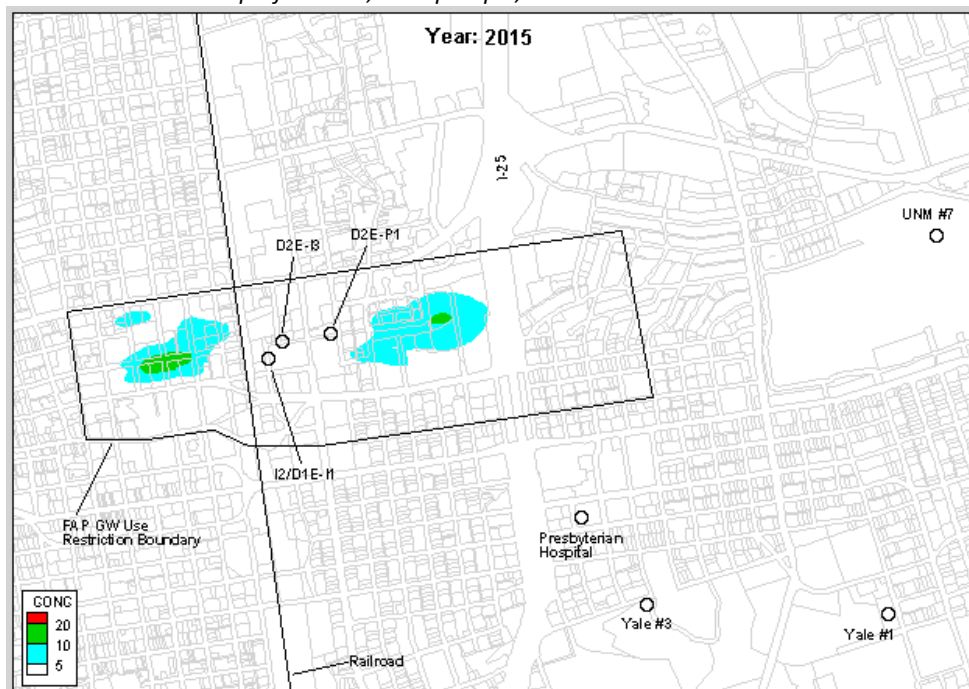 Year: 2015
I-25
UNM #7
D2E-I3
D2E-P1
I2/D1E-I1
FAP GW Use
Restriction Boundary
Presbyterian
Hospital
CONC
20
10
5
Yale #3
Yale #1
Railroad